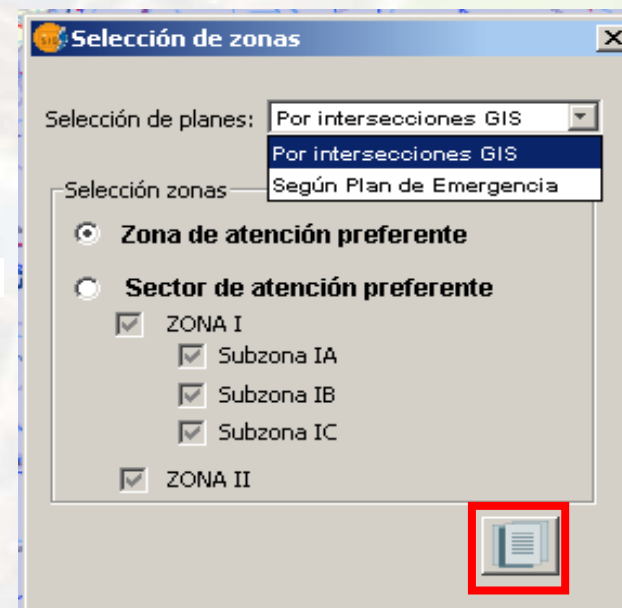 Selección de zonas
Selección de planes: Por intersecciones GIS
Por intersecciones GIS
Según Plan de Emergencia
Selección zonas
Zona de atención preferente
Sector de atención preferente
ZONA I
Subzona IA
Subzona IB
Subzona IC
ZONA II